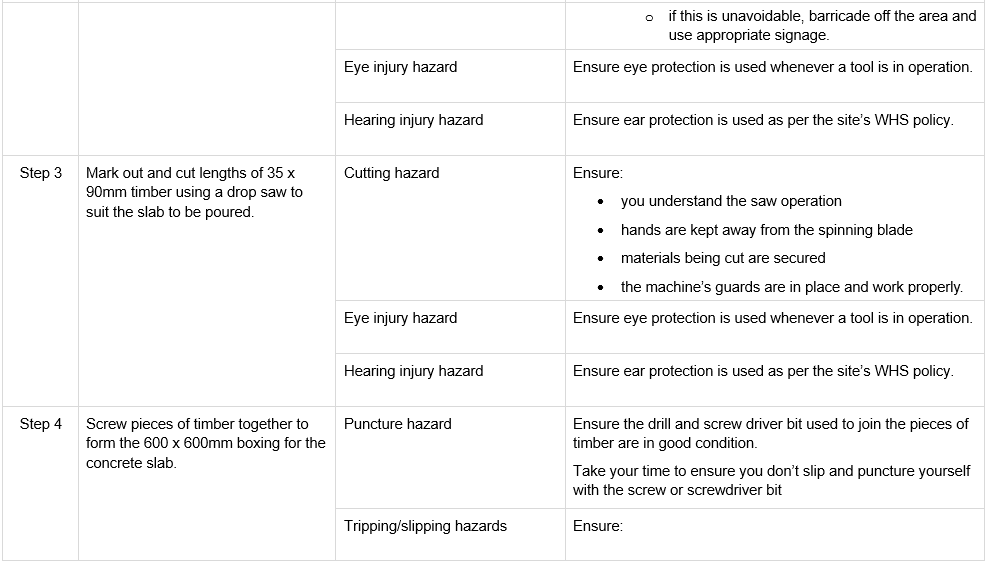 o if this is unavoidable, barricade off the area and
use appropriate signage.
Eye injury hazard
Ensure eye protection is used whenever a tool is in operation.
Hearing injury hazard
Ensure ear protection is used as per the site’s WHS policy.
Step 3
Mark out and cut lengths of 35 x
90mm timber using a drop saw to
suit the slab to be poured.
Cutting hazard
Ensure:
• you understand the saw operation
• hands are kept away from the spinning blade
• materials being cut are secured
• the machine’s guards are in place and work properly.
Eye injury hazard
Ensure eye protection is used whenever a tool is in operation.
Hearing injury hazard
Ensure ear protection is used as per the site’s WHS policy.
Step 4
Screw pieces of timber together to
form the 600 x 600mm boxing for the
concrete slab.
Puncture hazard
Ensure the drill and screw driver bit used to join the pieces of
timber are in good condition.
Take your time to ensure you don’t slip and puncture yourself
with the screw or screwdriver bit
Tripping/slipping hazards
Ensure: